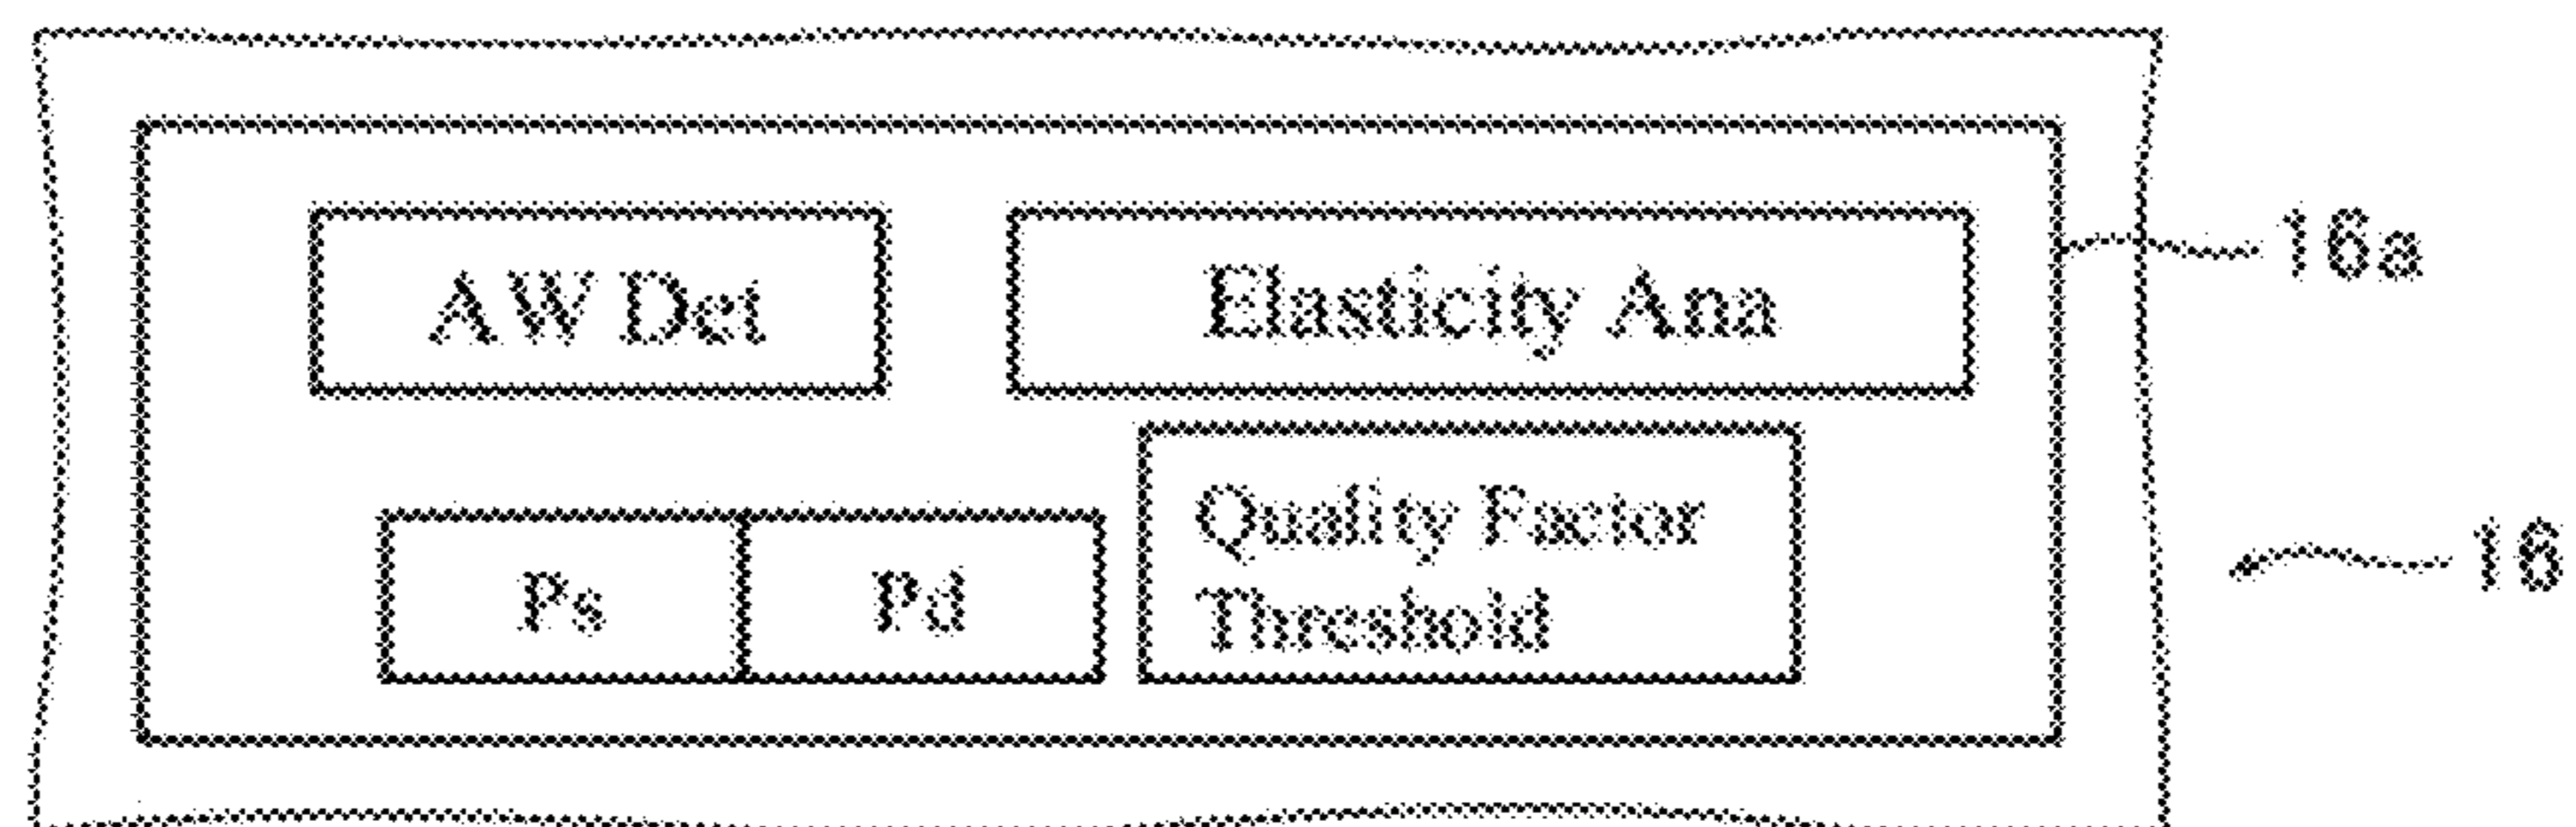 AW Det
Elasticity Ana
16a
Ps
Pd
Quality Factor
Threshold
16